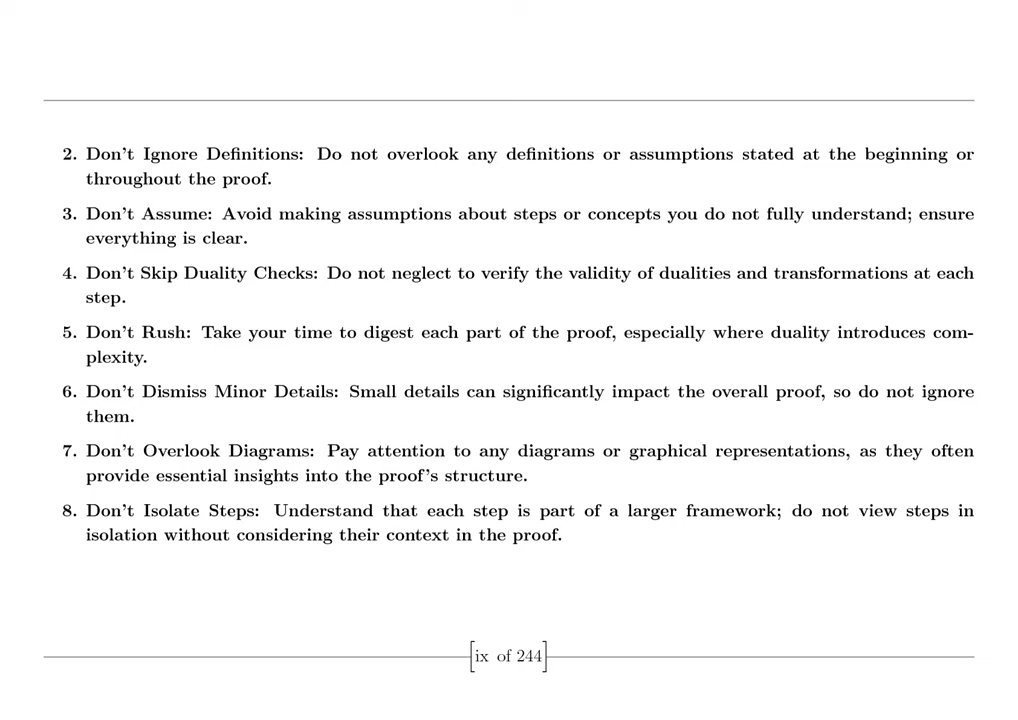 2. Don't Ignore Definitions: Do not overlook any definitions or assumptions stated at the beginning or
throughout the proof.
3. Don't Assume: Avoid making assumptions about steps or concepts you do not fully understand; ensure
everything is clear.
4. Don't Skip Duality Checks: Do not neglect to verify the validity of dualities and transformations at each
step.
5. Don't Rush: Take your time to digest each part of the proof, especially where duality introduces com-
plexity.
6. Don't Dismiss Minor Details: Small details can significantly impact the overall proof, so do not ignore
them.
7. Don't Overlook Diagrams: Pay attention to any diagrams or graphical representations, as they often
provide essential insights into the proof's structure.
8. Don't Isolate Steps: Understand that each step is part of a larger framework; do not view steps in
isolation without considering their context in the proof.
[ix of 244]